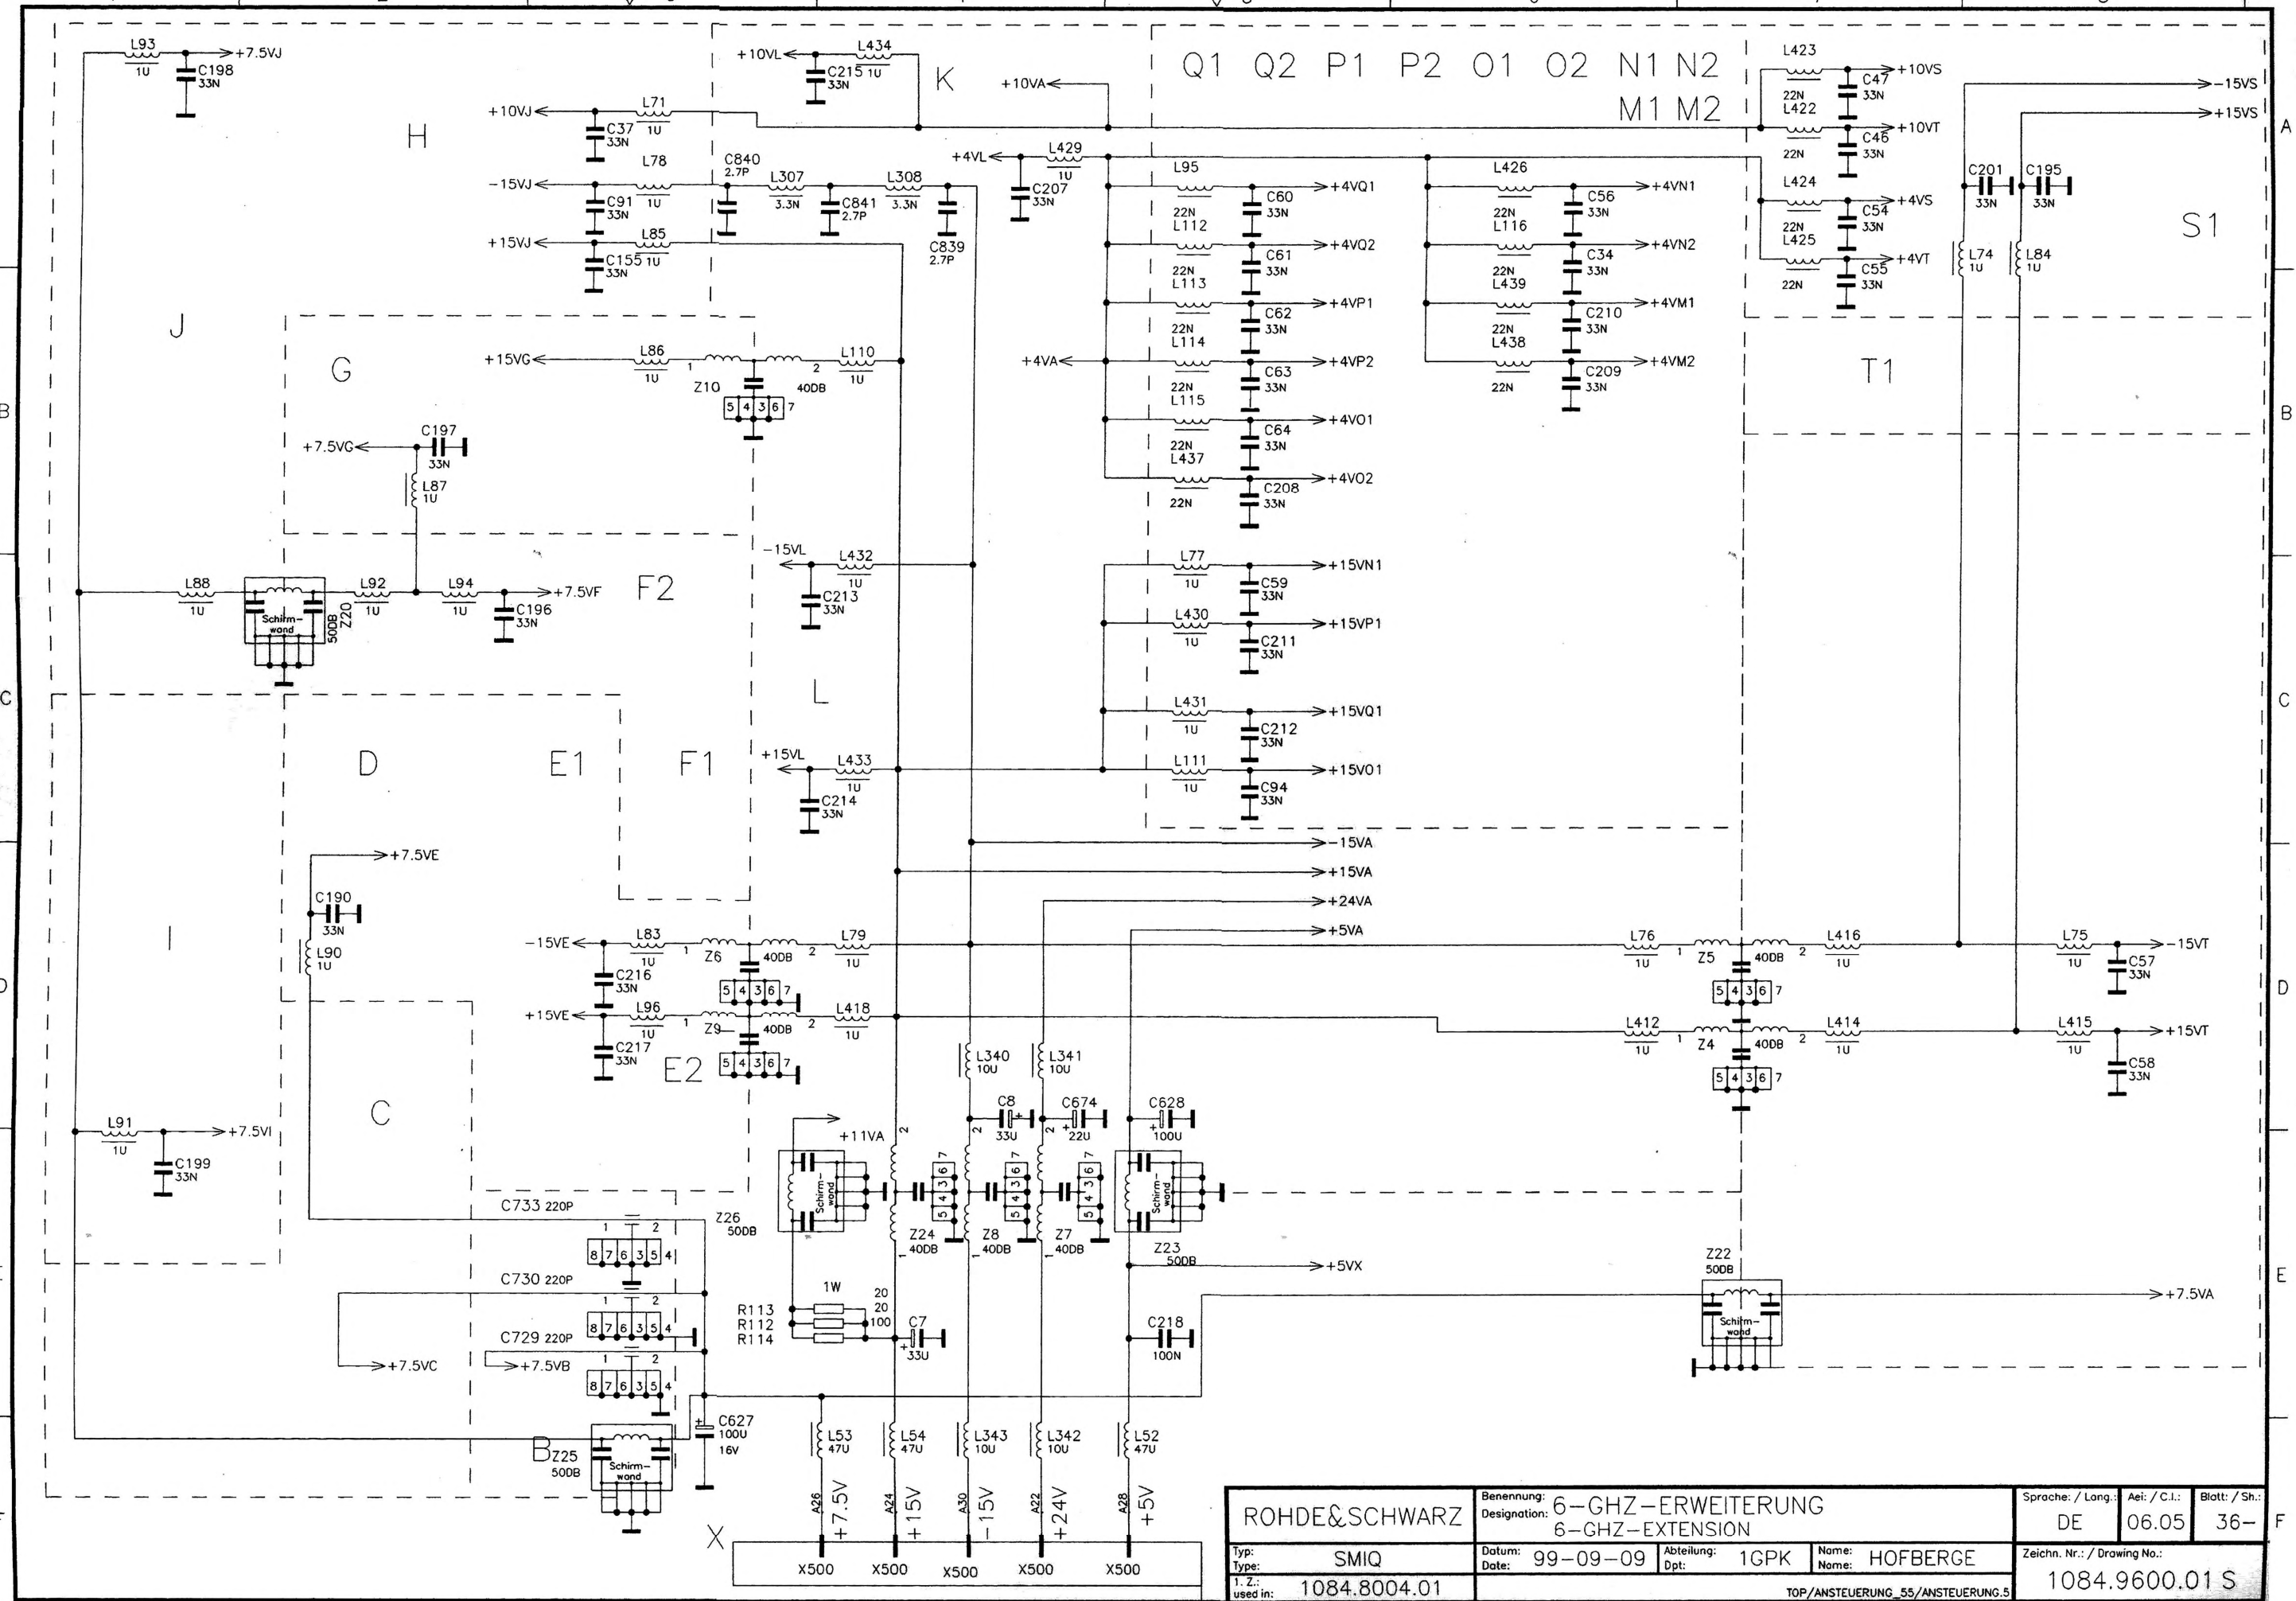 L93
1U
C198
33N
+7.5VJ
H
+10VJ
C37
33N
L71
1U
L78
1U
-15VJ
C91
33N
L85
1U
+15VJ
C155
33N
C840
2.7P
L307
3.3N
C841
2.7P
L308
3.3N
C839
2.7P
+10VL
C215
33N
L434
1U
K
+10VA
+4VL
L429
1U
C207
33N
Q1 Q2 P1 P2 O1 O2 N1 N2
M1 M2
L95
22N
C60
33N
+4VQ1
L112
22N
C61
33N
+4VQ2
L113
22N
C62
33N
+4VP1
L114
22N
C63
33N
+4VP2
+4VA
L115
22N
C64
33N
+4VO1
L437
22N
C208
33N
+4VO2
L426
22N
C56
33N
+4VN1
L116
22N
C34
33N
+4VN2
L439
22N
C210
33N
+4VM1
L438
22N
C209
33N
+4VM2
L423
22N
C47
33N
+10VS
L422
22N
C46
33N
+10VT
L424
22N
C54
33N
+4VS
L425
22N
C55
33N
+4VT
-15VS
+15VS
C201
33N
C195
33N
L74
1U
L84
1U
S1
T1
A
B
C
D
E
F
B
C
J
G
+15VG
L86
1U
1
Z10
2
40DB
5 4 3 6 7
L110
1U
+7.5VG
C197
33N
L87
1U
L88
1U
Schirm-
wand
50DB
Z20
L92
1U
L94
1U
C196
33N
+7.5VF
F2
-15VL
L432
1U
C213
33N
L
L77
1U
C59
33N
+15VN1
L430
1U
C211
33N
+15VP1
L431
1U
C212
33N
+15VQ1
L111
1U
C94
33N
+15VO1
D
E1
F1
+15VL
L433
1U
C214
33N
-15VA
+15VA
+24VA
+5VA
+7.5VE
C190
33N
L90
1U
I
-15VE
C216
33N
L83
1U
1
Z6
40DB
2
5 4 3 6 7
L79
1U
+15VE
C217
33N
L96
1U
1
Z9
40DB
2
5 4 3 6 7
L418
1U
E2
L76
1U
1
Z5
40DB
2
5 4 3 6 7
L416
1U
L75
1U
C57
33N
-15VT
L412
1U
1
Z4
40DB
2
5 4 3 6 7
L414
1U
L415
1U
C58
33N
+15VT
L340
10U
L341
10U
C8
33U
C674
22U
C628
100U
C
L91
1U
C199
33N
+7.5VI
+11VA
Schirm-
wand
Z26
50DB
2
1
Z24
40DB
5 4 3 6 7
2
1
Z8
40DB
5 4 3 6 7
2
1
Z7
40DB
5 4 3 6 7
Schirm-
wand
Z23
50DB
+5VX
C733 220P
1 2
8 7 6 3 5 4
C730 220P
1 2
8 7 6 3 5 4
C729 220P
1 2
8 7 6 3 5 4
+7.5VC
+7.5VB
1W
R113 20
R112 20
R114 100
C7
33U
C218
100N
Z22
50DB
Schirm-
wand
+7.5VA
B
Z25
50DB
Schirm-
wand
C627
100U
16V
L53
47U
L54
47U
L343
10U
L342
10U
L52
47U
A26
+7.5V
A24
+15V
A30
-15V
A22
+24V
A28
+5V
X
X500 X500 X500 X500 X500
ROHDE&SCHWARZ
Benennung: 6-GHZ-ERWEITERUNG
Designation: 6-GHZ-EXTENSION
Sprache: / Lang.: DE
Aei: / C.I.: 06.05
Blatt: / Sh.: 36-
Typ:
Type: SMIQ
Datum:
Date: 99-09-09
Abteilung:
Dpt: 1GPK
Name:
Name: HOFBERGE
Zeichn. Nr.: / Drawing No.:
1084.9600.01 S
1. Z.:
used in: 1084.8004.01
TOP/ANSTEUERUNG_55/ANSTEUERUNG.5